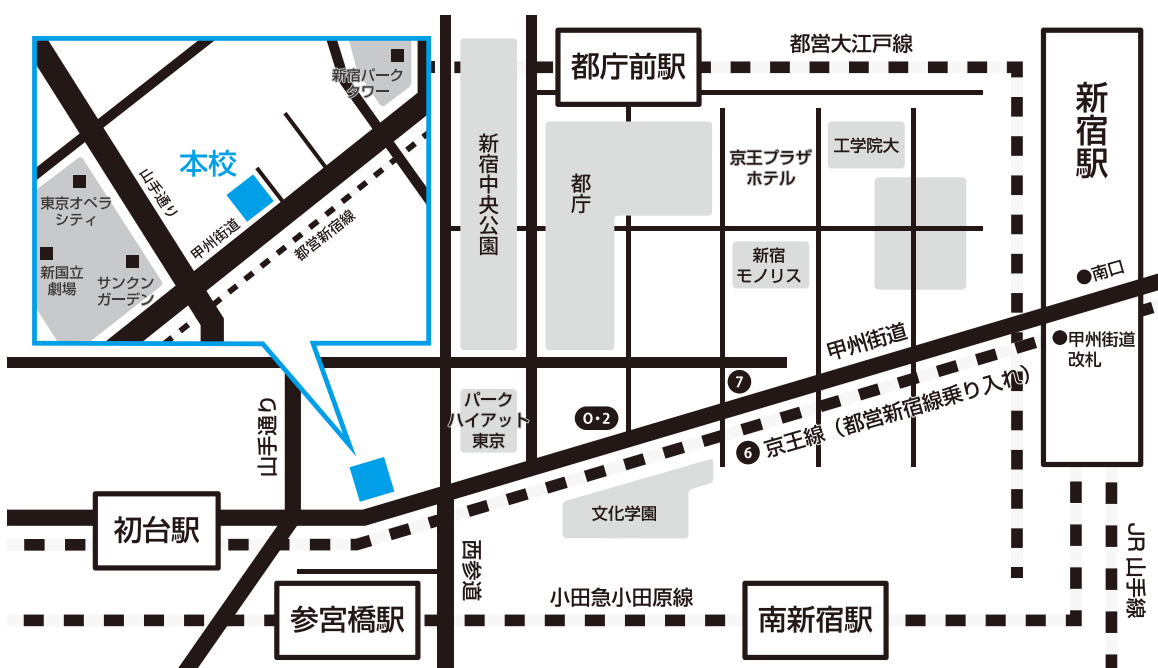 新宿パーク
タワー
本校
山手通り
東京オペラ
シティ
甲州街道
都営新宿線
新国立
劇場
サンクン
ガーデン
都庁前駅
都営大江戸線
新宿駅
新宿中央公園
都庁
京王プラザ
ホテル
工学院大
新宿
モノリス
南口
甲州街道
甲州街道
改札
7
0・2
6
京王線（都営新宿線乗り入れ）
パーク
ハイアット
東京
山手通り
初台駅
文化学園
西参道
参宮橋駅
小田急小田原線
南新宿駅
JR 山手線